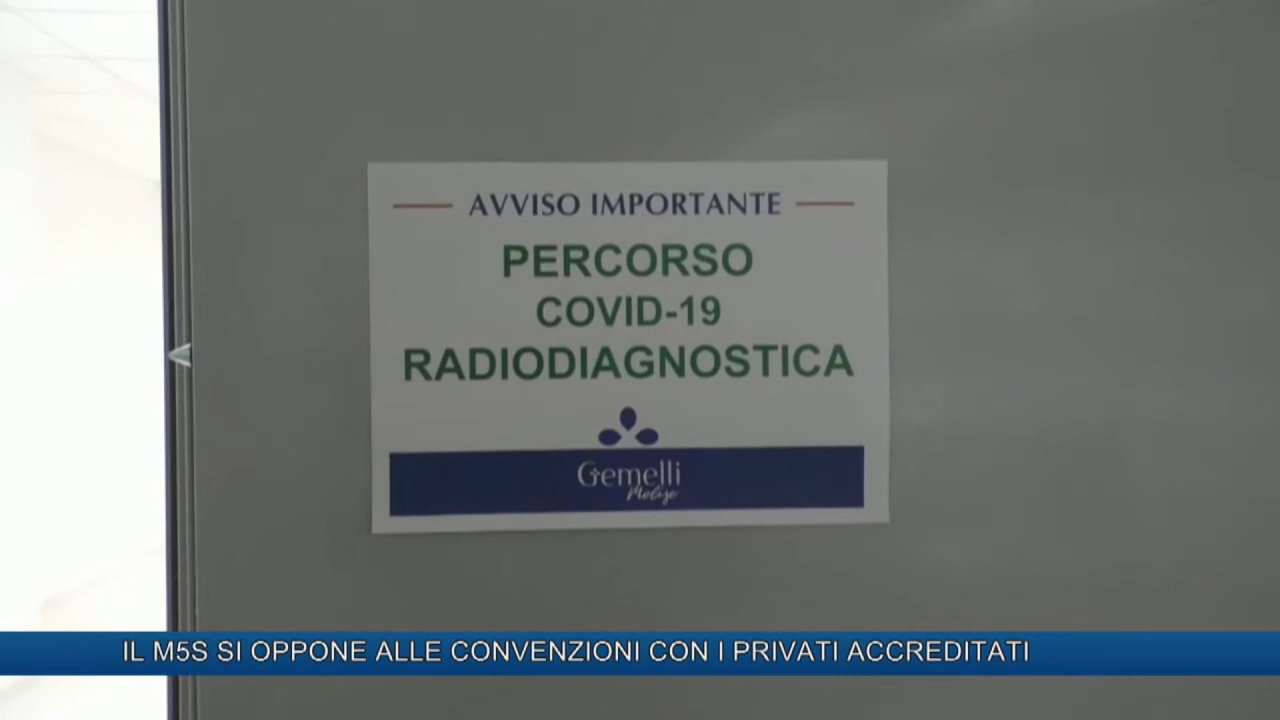 AVVISO IMPORTANTE
PERCORSO
COVID-19
RADIODIAGNOSTICA
Gemelli
Molise
IL M5S SI OPPONE ALLE CONVENZIONI CON I PRIVATI ACCREDITATI